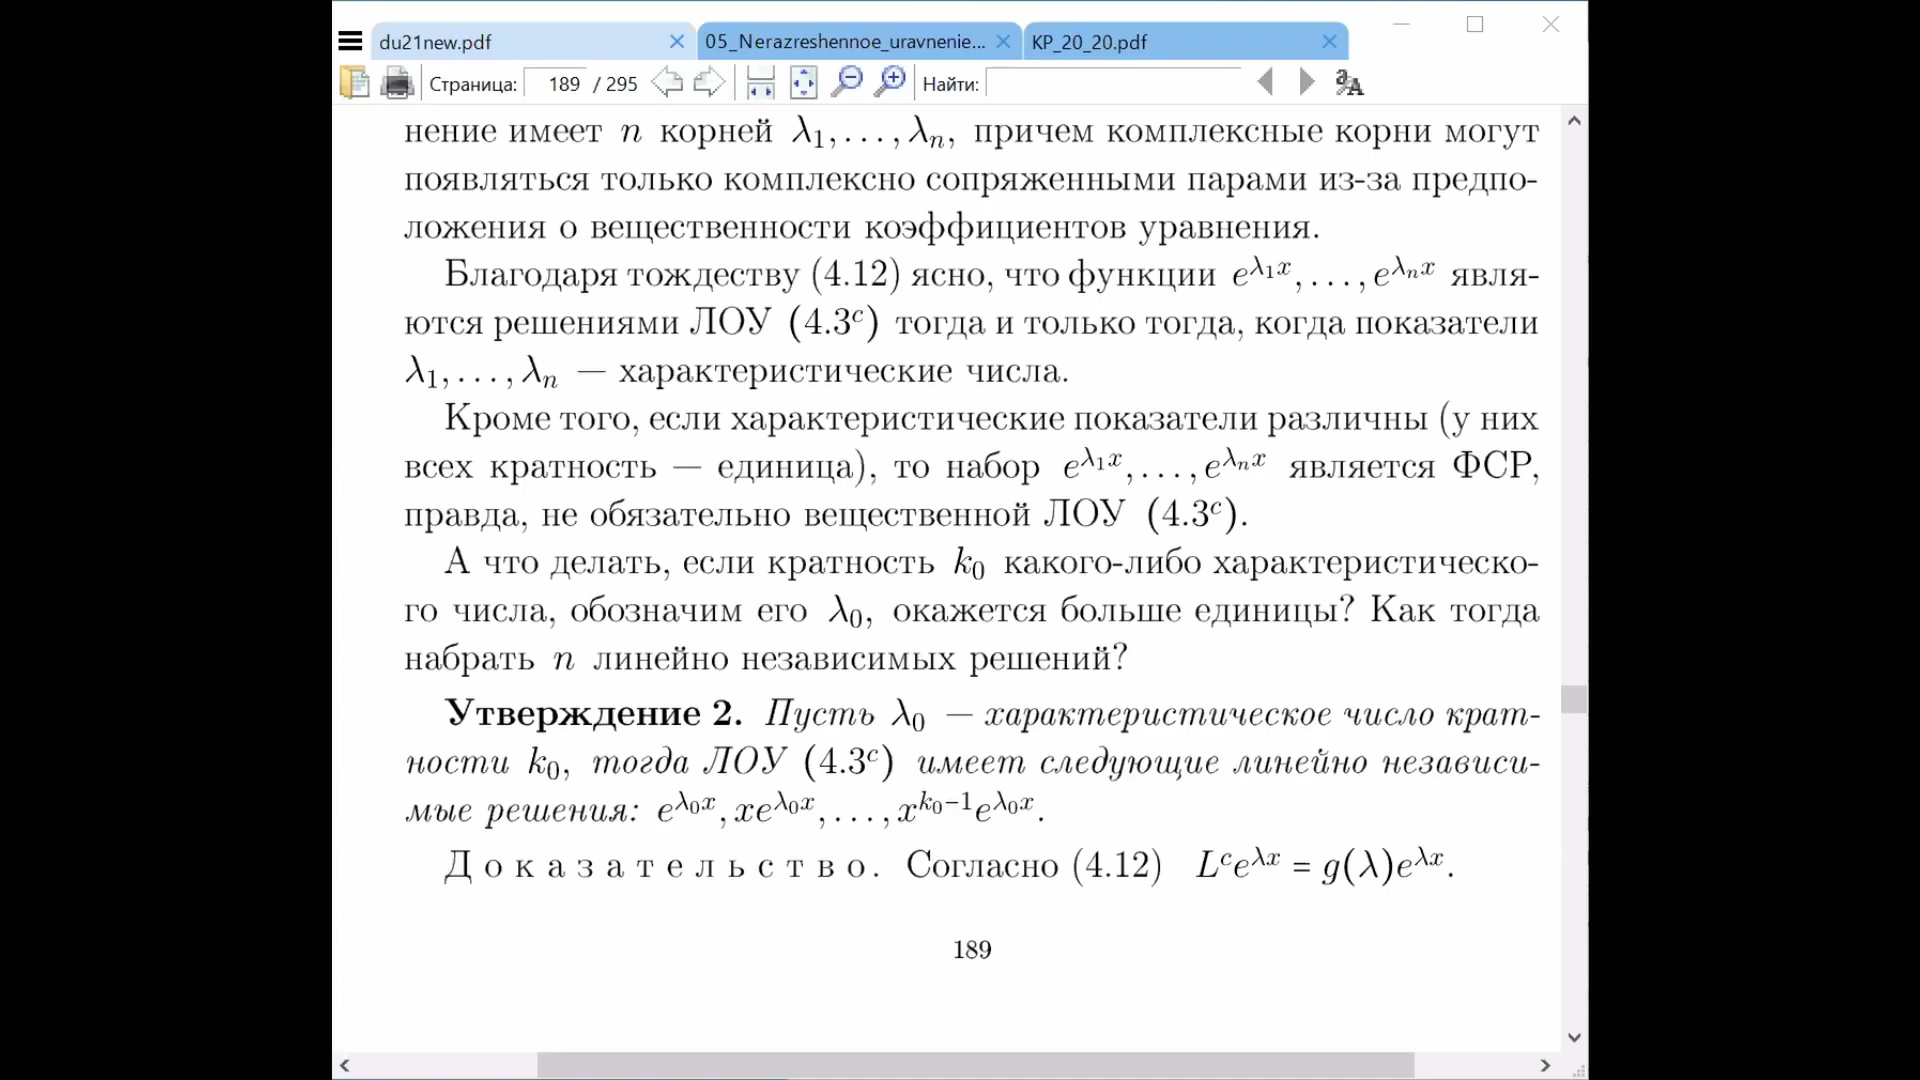 du21new.pdf
05_Nerazreshennoe_uravnenie...
KP_20_20.pdf
Страница: 189 / 295 Найти:
нение имеет n корней λ₁, . . . , λₙ, причем комплексные корни могут
появляться только комплексно сопряженными парами из-за предпо-
ложения о вещественности коэффициентов уравнения.
Благодаря тождеству (4.12) ясно, что функции e^{λ₁x}, . . . , e^{λₙx} явля-
ются решениями ЛОУ (4.3ᶜ) тогда и только тогда, когда показатели
λ₁, . . . , λₙ — характеристические числа.
Кроме того, если характеристические показатели различны (у них
всех кратность — единица), то набор e^{λ₁x}, . . . , e^{λₙx} является ФСР,
правда, не обязательно вещественной ЛОУ (4.3ᶜ).
А что делать, если кратность k₀ какого-либо характеристическо-
го числа, обозначим его λ₀, окажется больше единицы? Как тогда
набрать n линейно независимых решений?
Утверждение 2. Пусть λ₀ — характеристическое число крат-
ности k₀, тогда ЛОУ (4.3ᶜ) имеет следующие линейно независи-
мые решения: e^{λ₀x}, xe^{λ₀x}, . . . , x^{k₀−1}e^{λ₀x}.
Доказательство. Согласно (4.12) Lᶜe^{λx} = g(λ)e^{λx}.
189